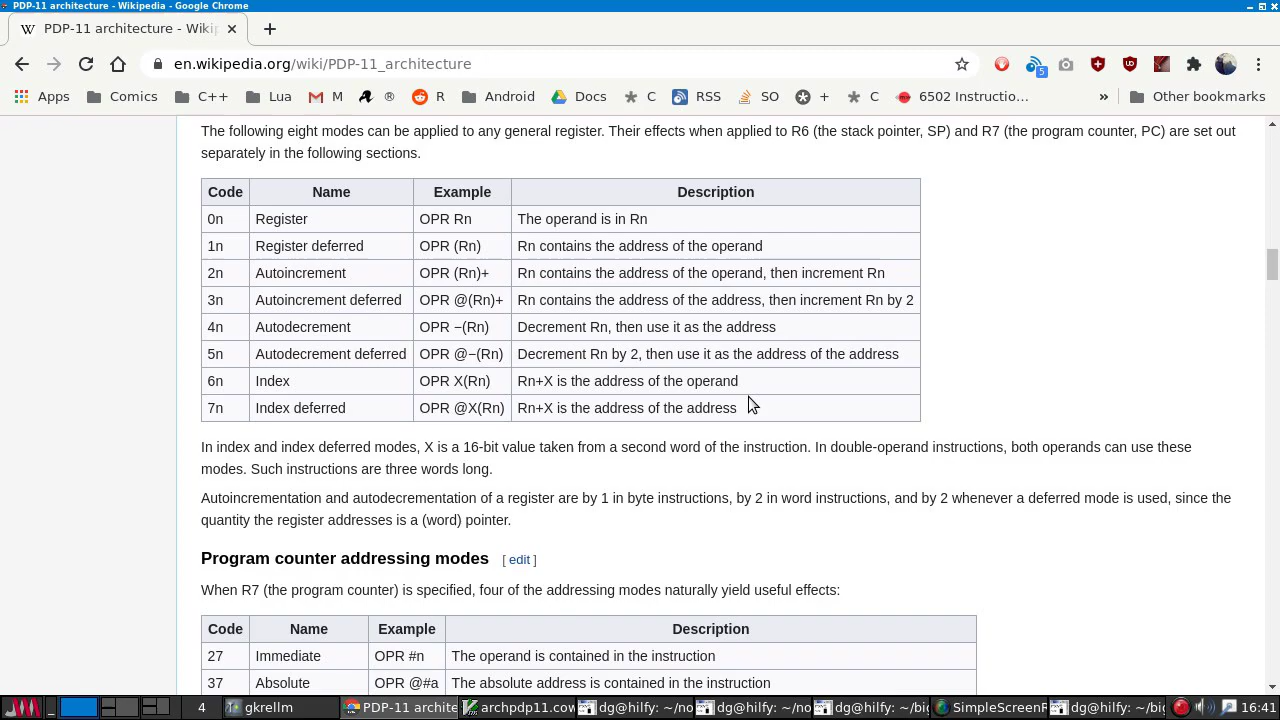 PDP-11 architecture - Wikipedia - Google Chrome
PDP-11 architecture - Wikip
en.wikipedia.org/wiki/PDP-11_architecture
5
Apps Comics C++ Lua M ® R Android Docs C RSS SO + C 6502 Instructio... » Other bookmarks
The following eight modes can be applied to any general register. Their effects when applied to R6 (the stack pointer, SP) and R7 (the program counter, PC) are set out
separately in the following sections.
Code Name Example Description
0n Register OPR Rn The operand is in Rn
1n Register deferred OPR (Rn) Rn contains the address of the operand
2n Autoincrement OPR (Rn)+ Rn contains the address of the operand, then increment Rn
3n Autoincrement deferred OPR @(Rn)+ Rn contains the address of the address, then increment Rn by 2
4n Autodecrement OPR −(Rn) Decrement Rn, then use it as the address
5n Autodecrement deferred OPR @−(Rn) Decrement Rn by 2, then use it as the address of the address
6n Index OPR X(Rn) Rn+X is the address of the operand
7n Index deferred OPR @X(Rn) Rn+X is the address of the address
In index and index deferred modes, X is a 16-bit value taken from a second word of the instruction. In double-operand instructions, both operands can use these
modes. Such instructions are three words long.
Autoincrementation and autodecrementation of a register are by 1 in byte instructions, by 2 in word instructions, and by 2 whenever a deferred mode is used, since the
quantity the register addresses is a (word) pointer.
Program counter addressing modes [ edit ]
When R7 (the program counter) is specified, four of the addressing modes naturally yield useful effects:
Code Name Example Description
27 Immediate OPR #n The operand is contained in the instruction
37 Absolute OPR @#a The absolute address is contained in the instruction
4 gkrellm PDP-11 archite archpdp11.cow dg@hilfy: ~/no dg@hilfy: ~/no dg@hilfy: ~/big SimpleScreenR dg@hilfy: ~/big 16:41